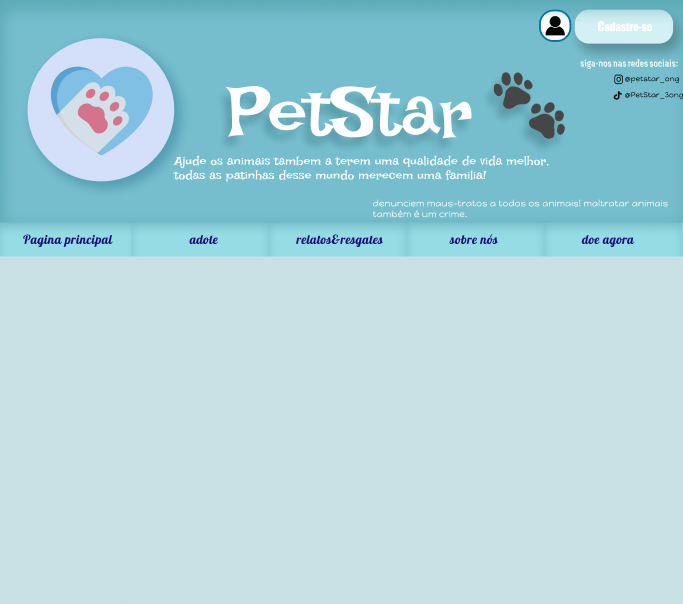 Cadastre-se
siga-nos nas redes sociais:
@petstar_ong
@PetStar_3ong
PetStar
Ajude os animais tambem a terem uma qualidade de vida melhor,
todas as patinhas desse mundo merecem uma familia!
denunciem maus-tratos a todos os animais! maltratar animais
também é um crime.
Pagina principal
adote
relatos&resgates
sobre nós
doe agora